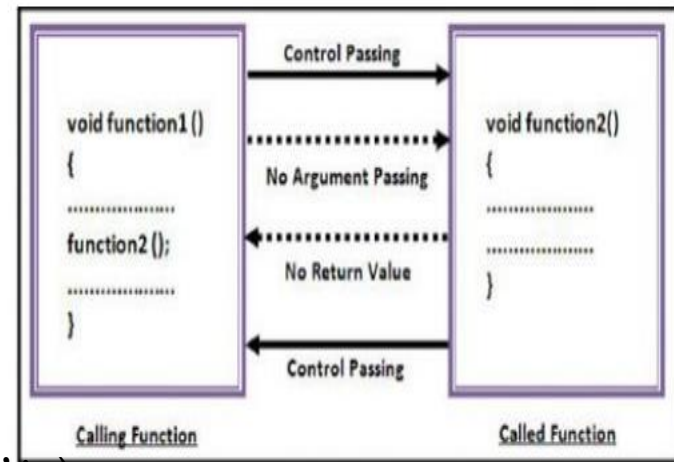 void function1 ()
{
....................
function2 ();
....................
}
Calling Function
Control Passing
No Argument Passing
No Return Value
Control Passing
void function2()
{
....................
....................
}
Called Function